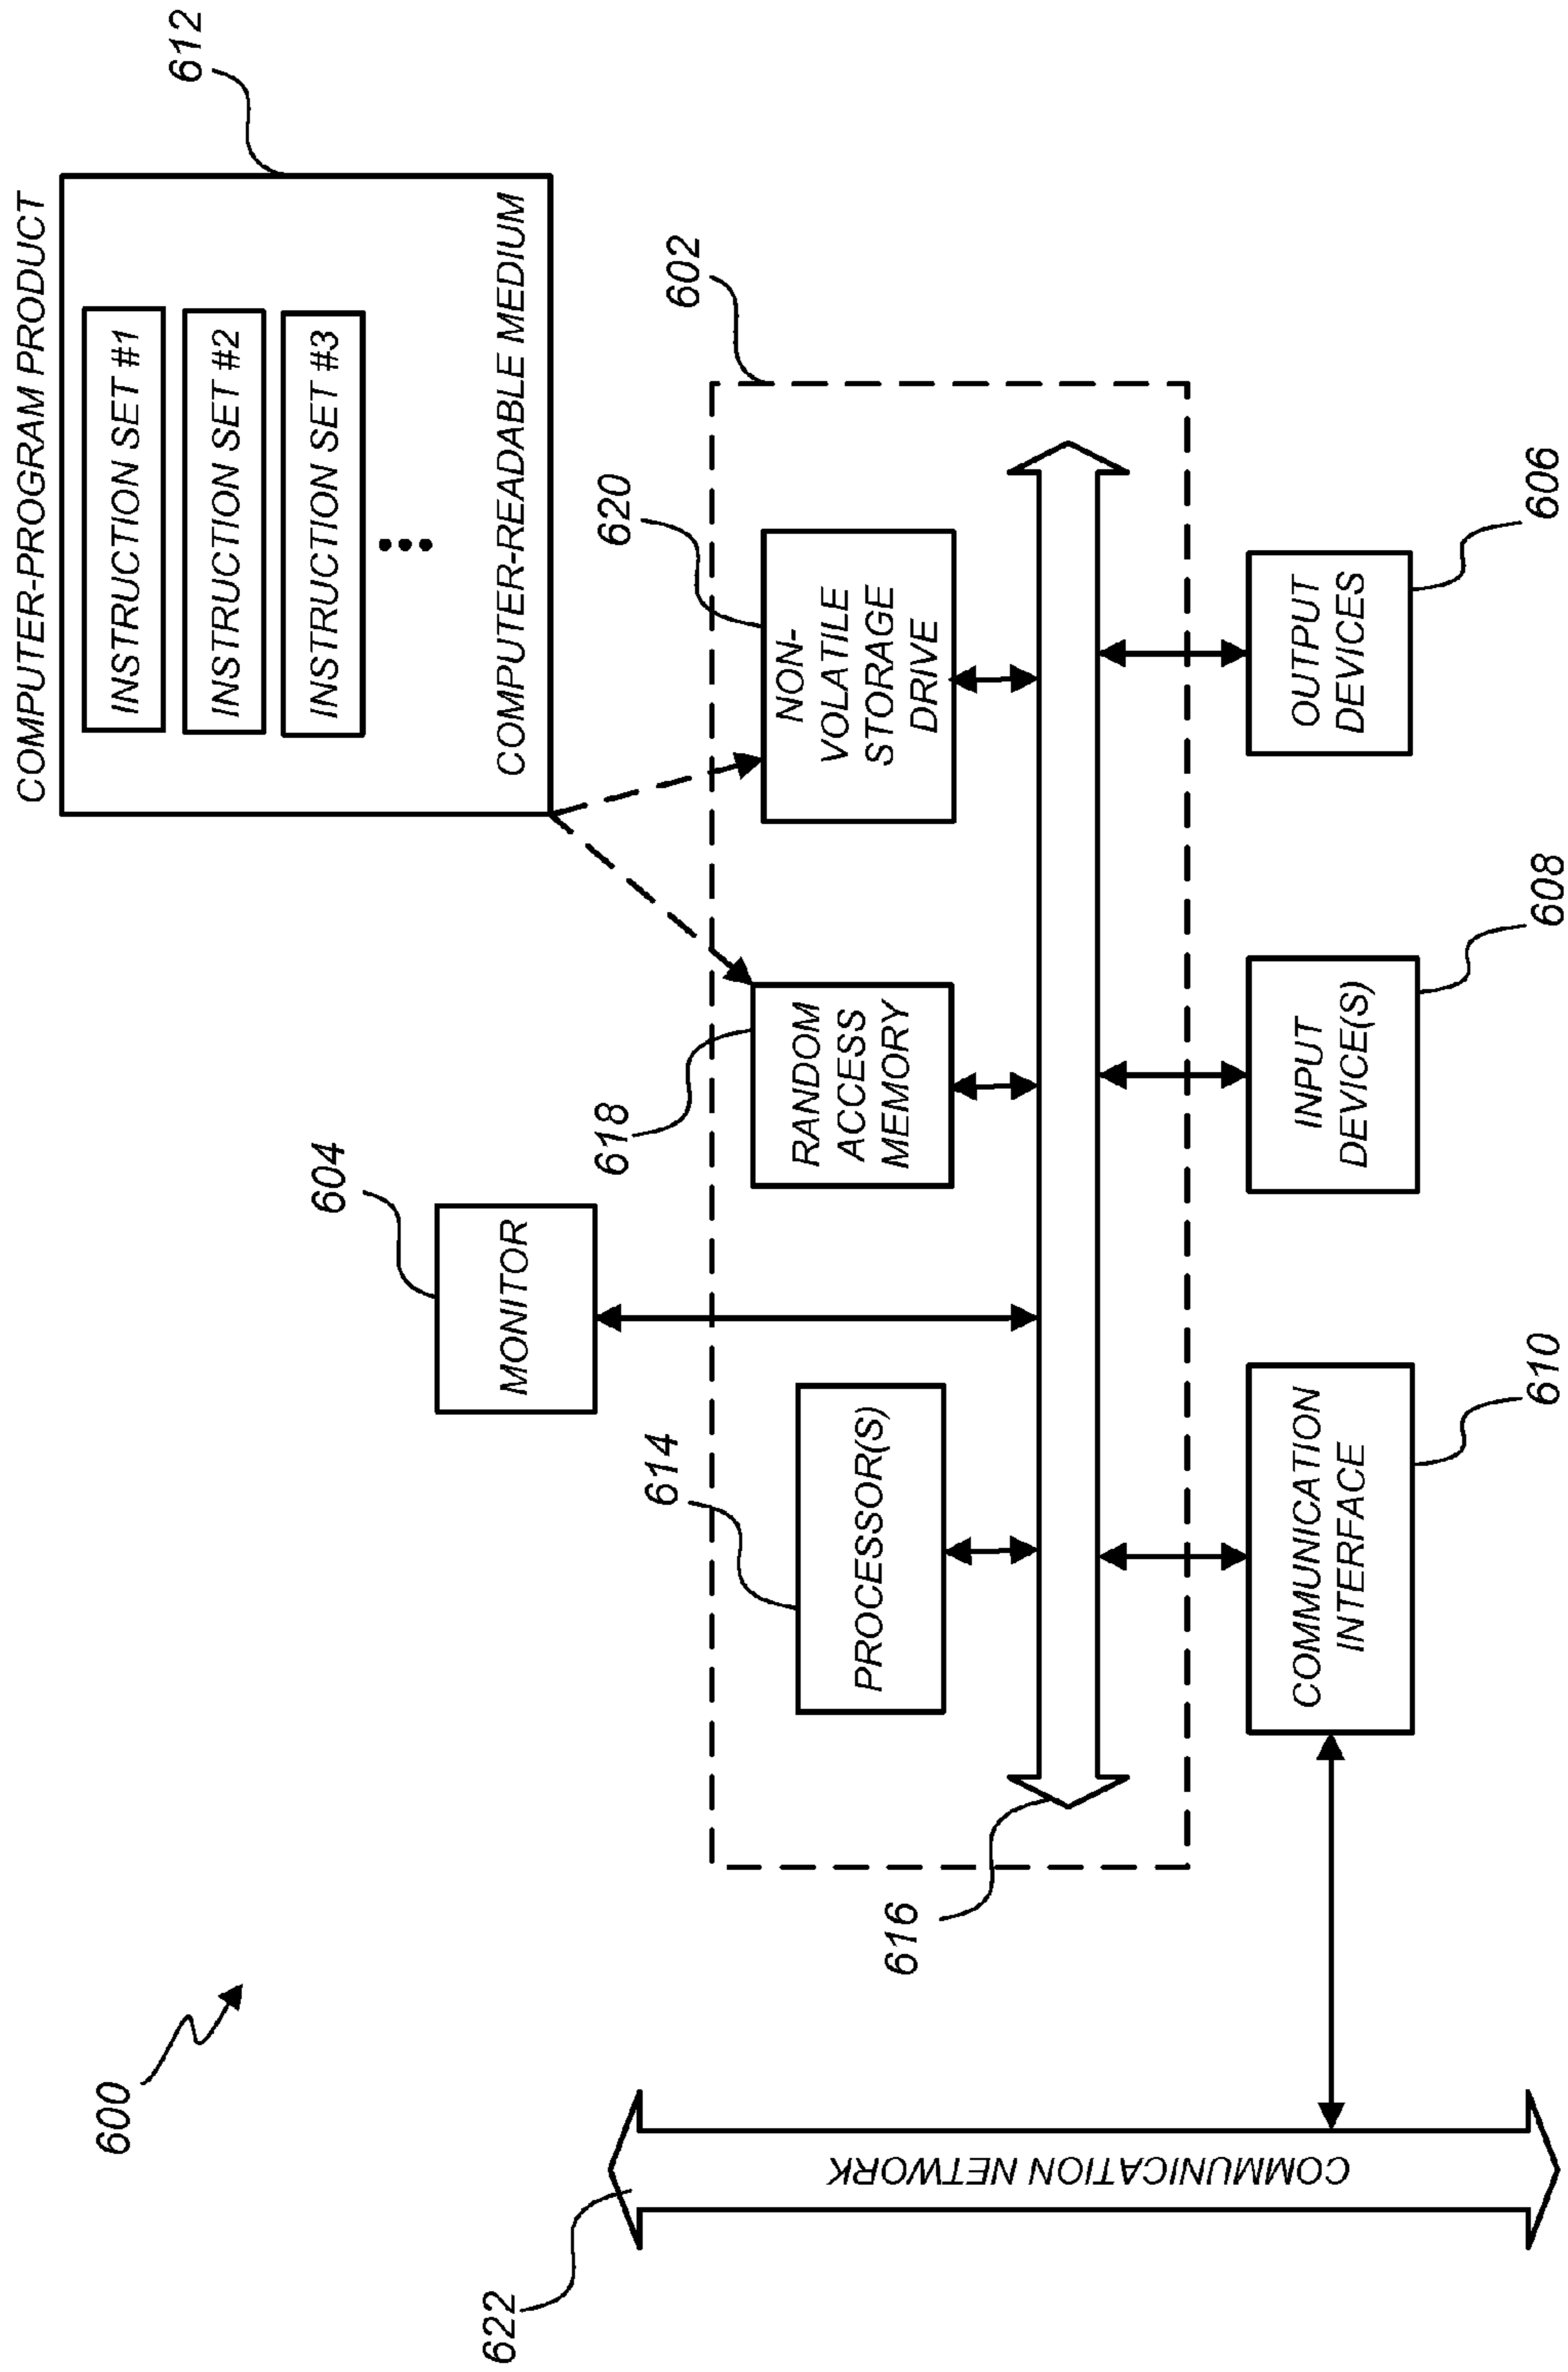 COMPUTER-PROGRAM PRODUCT
612
INSTRUCTION SET #1
INSTRUCTION SET #2
INSTRUCTION SET #3
COMPUTER-READABLE MEDIUM
600
604
MONITOR
602
614
PROCESSOR(S)
618
RANDOM
ACCESS
MEMORY
620
NON-
VOLATILE
STORAGE
DRIVE
616
622
COMMUNICATION NETWORK
COMMUNICATION
INTERFACE
610
INPUT
DEVICE(S)
608
OUTPUT
DEVICES
606